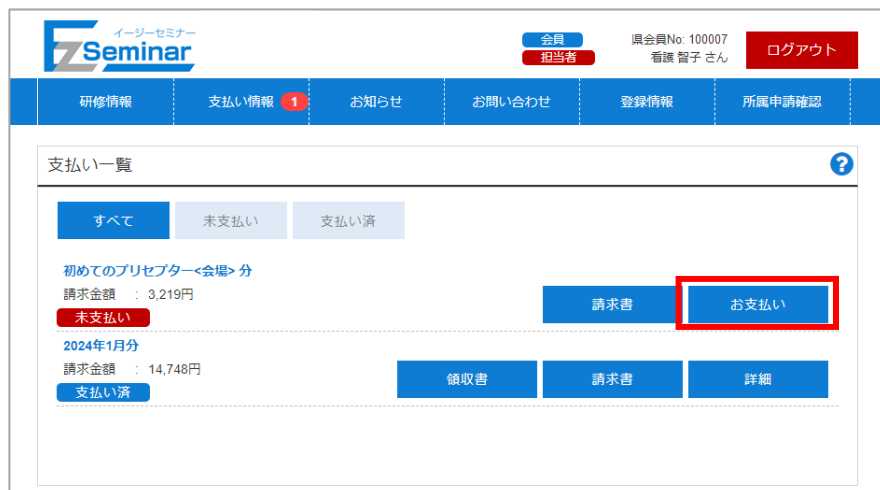 イージーセミナー
EZ Seminar
会員
担当者
県会員No: 100007
看護 智子 さん
ログアウト
研修情報
支払い情報 1
お知らせ
お問い合わせ
登録情報
所属申請確認
支払い一覧
?
すべて
未支払い
支払い済
初めてのプリセプター<会場> 分
請求金額 : 3,219円
未支払い
請求書
お支払い
2024年1月分
請求金額 : 14,748円
支払い済
領収書
請求書
詳細